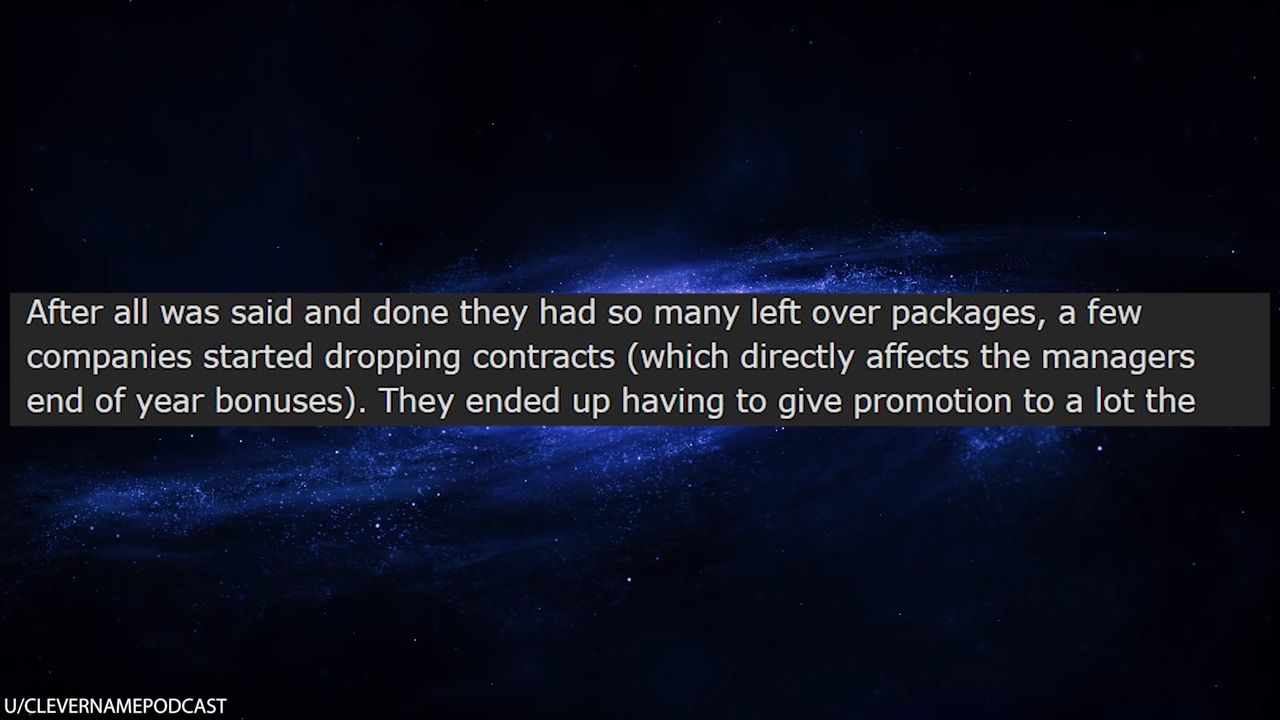 After all was said and done they had so many left over packages, a few
companies started dropping contracts (which directly affects the managers
end of year bonuses). They ended up having to give promotion to a lot the
U/CLEVERNAMEPODCAST